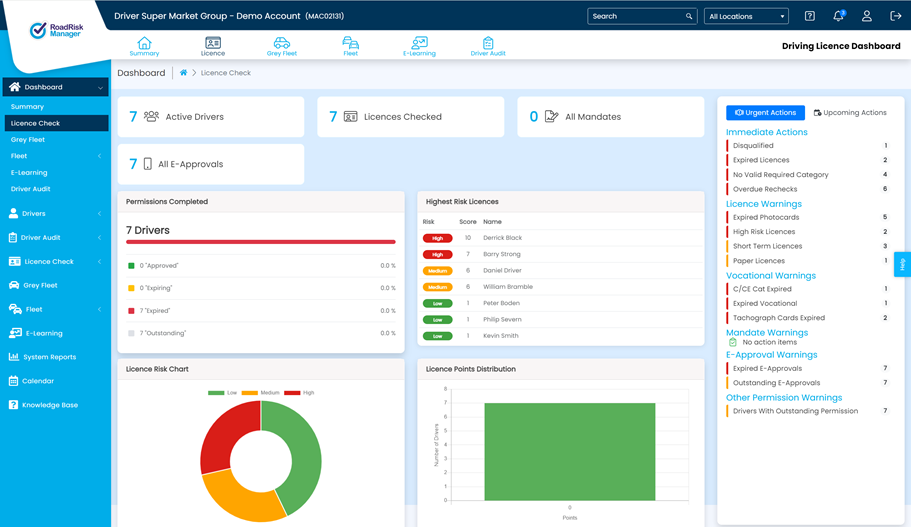 RoadRisk
Manager
Driver Super Market Group - Demo Account (MAC02131)
Search
All Locations
3
Summary
Licence
Grey Fleet
Fleet
E-Learning
Driver Audit
Driving Licence Dashboard
Dashboard
Summary
Licence Check
Grey Fleet
Fleet
E-Learning
Driver Audit
Drivers
Driver Audit
Licence Check
Grey Fleet
Fleet
E-Learning
System Reports
Calendar
Knowledge Base
Dashboard
Licence Check
7 Active Drivers
7 Licences Checked
0 All Mandates
7 All E-Approvals
Permissions Completed
7 Drivers
0 "Approved" 0.0 %
0 "Expiring" 0.0 %
7 "Expired" 0.0 %
7 "Outstanding" 0.0 %
Highest Risk Licences
Risk Score Name
High 10 Derrick Black
High 7 Barry Strong
Medium 6 Daniel Driver
Medium 6 William Bramble
Low 1 Peter Boden
Low 1 Philip Severn
Low 1 Kevin Smith
Licence Risk Chart
Low Medium High
Licence Points Distribution
8
7
6
5
4
3
2
1
0
Number of Drivers
0
Points
Urgent Actions
Upcoming Actions
Immediate Actions
Disqualified 1
Expired Licences 2
No Valid Required Category 4
Overdue Rechecks 6
Licence Warnings
Expired Photocards 5
High Risk Licences 2
Short Term Licences 3
Paper Licences 1
Vocational Warnings
C/CE Cat Expired 1
Expired Vocational 1
Tachograph Cards Expired 2
Mandate Warnings
No action items
E-Approval Warnings
Expired E-Approvals 7
Outstanding E-Approvals 7
Other Permission Warnings
Drivers With Outstanding Permission 7
Help